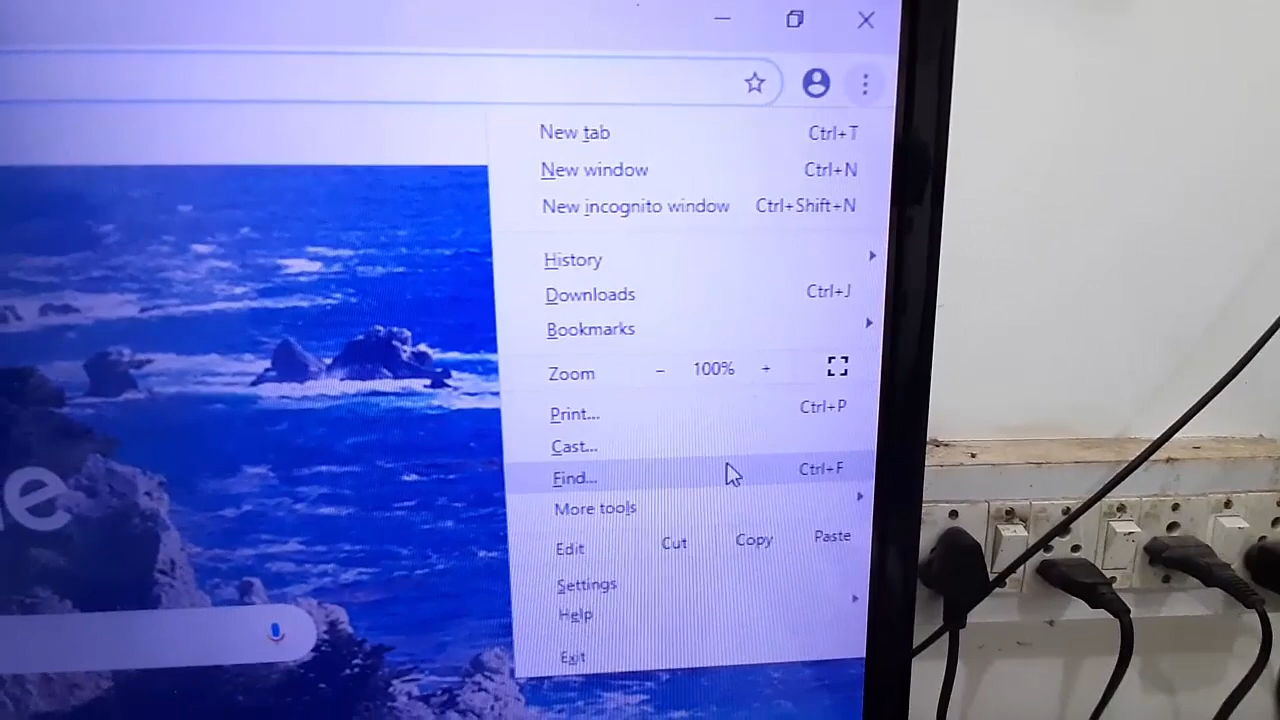 New tab Ctrl+T
New window Ctrl+N
New incognito window Ctrl+Shift+N
History
Downloads Ctrl+J
Bookmarks
Zoom - 100% +
Print... Ctrl+P
Cast...
Find... Ctrl+F
More tools
Edit Cut Copy Paste
e
Settings
Help
Exit